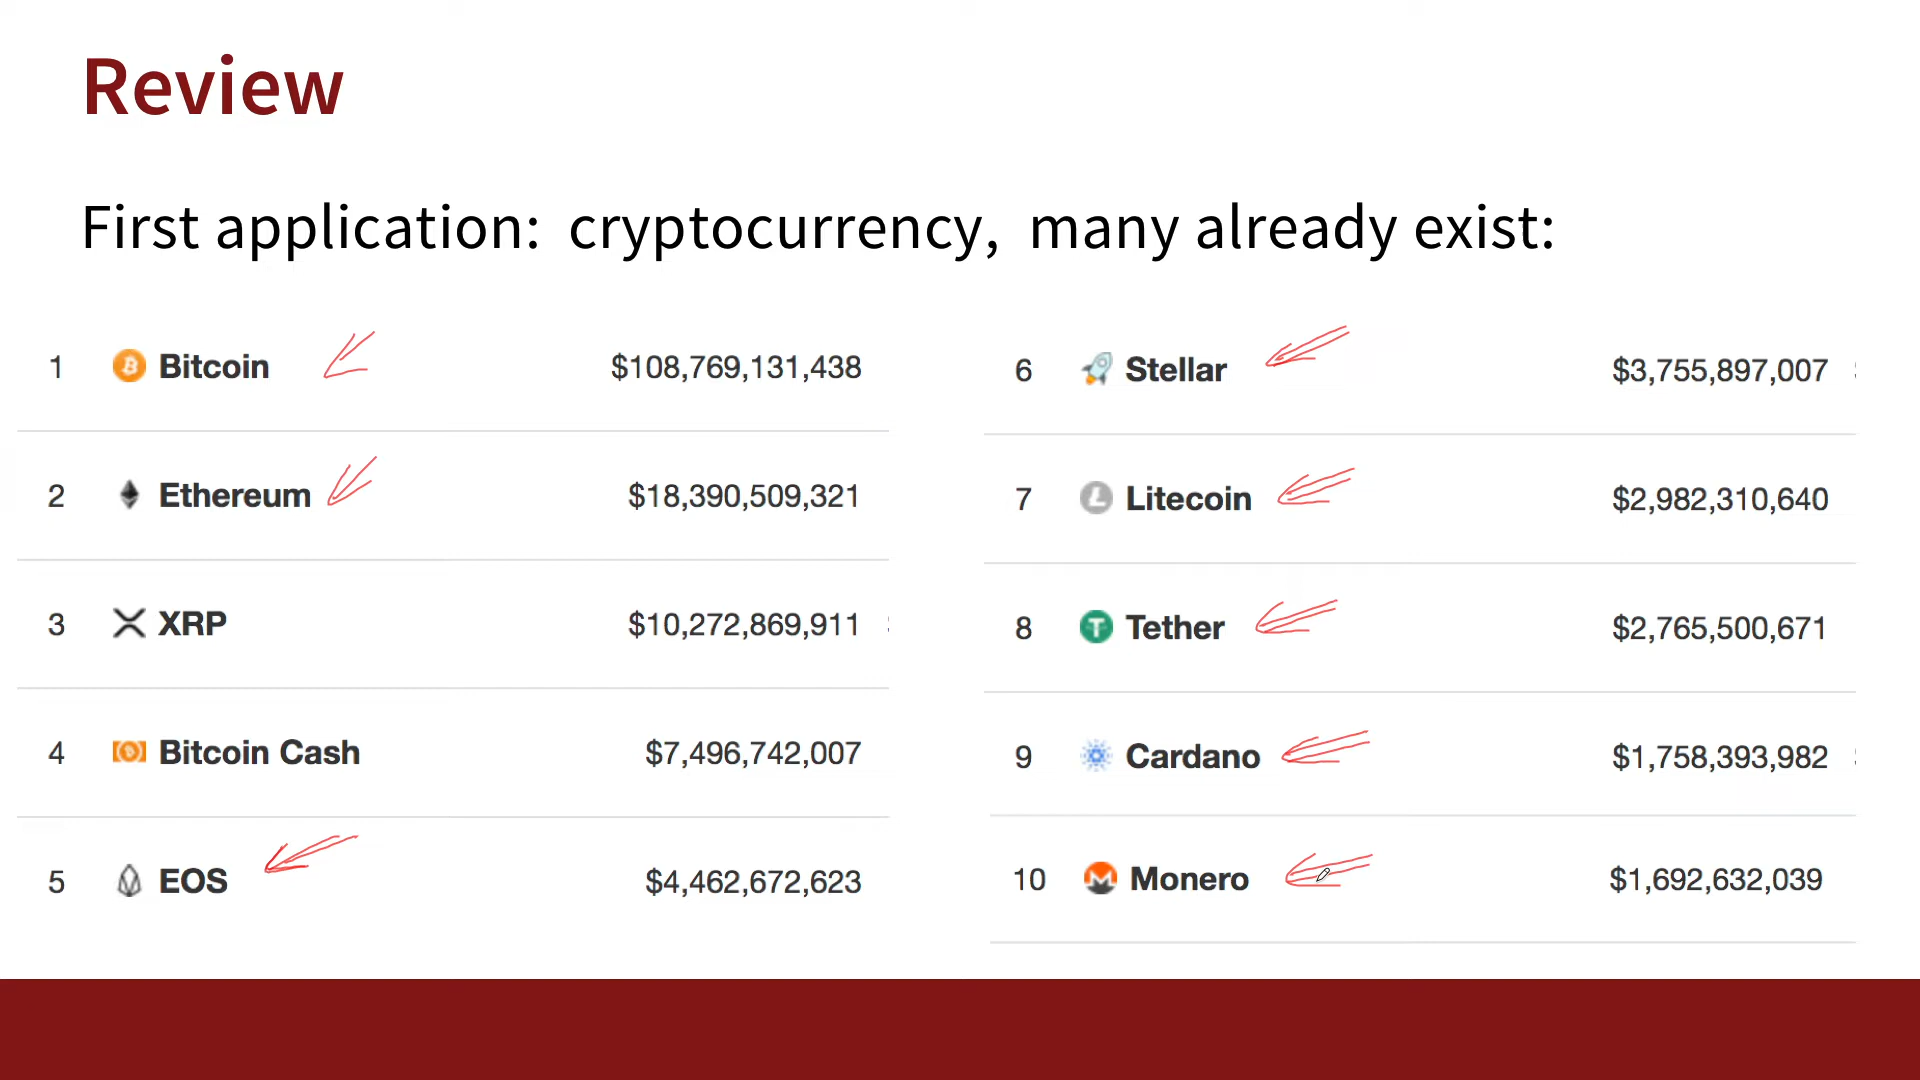 Review
First application: cryptocurrency, many already exist:
1 Bitcoin $108,769,131,438
2 Ethereum $18,390,509,321
3 XRP $10,272,869,911
4 Bitcoin Cash $7,496,742,007
5 EOS $4,462,672,623
6 Stellar $3,755,897,007
7 Litecoin $2,982,310,640
8 Tether $2,765,500,671
9 Cardano $1,758,393,982
10 Monero $1,692,632,039